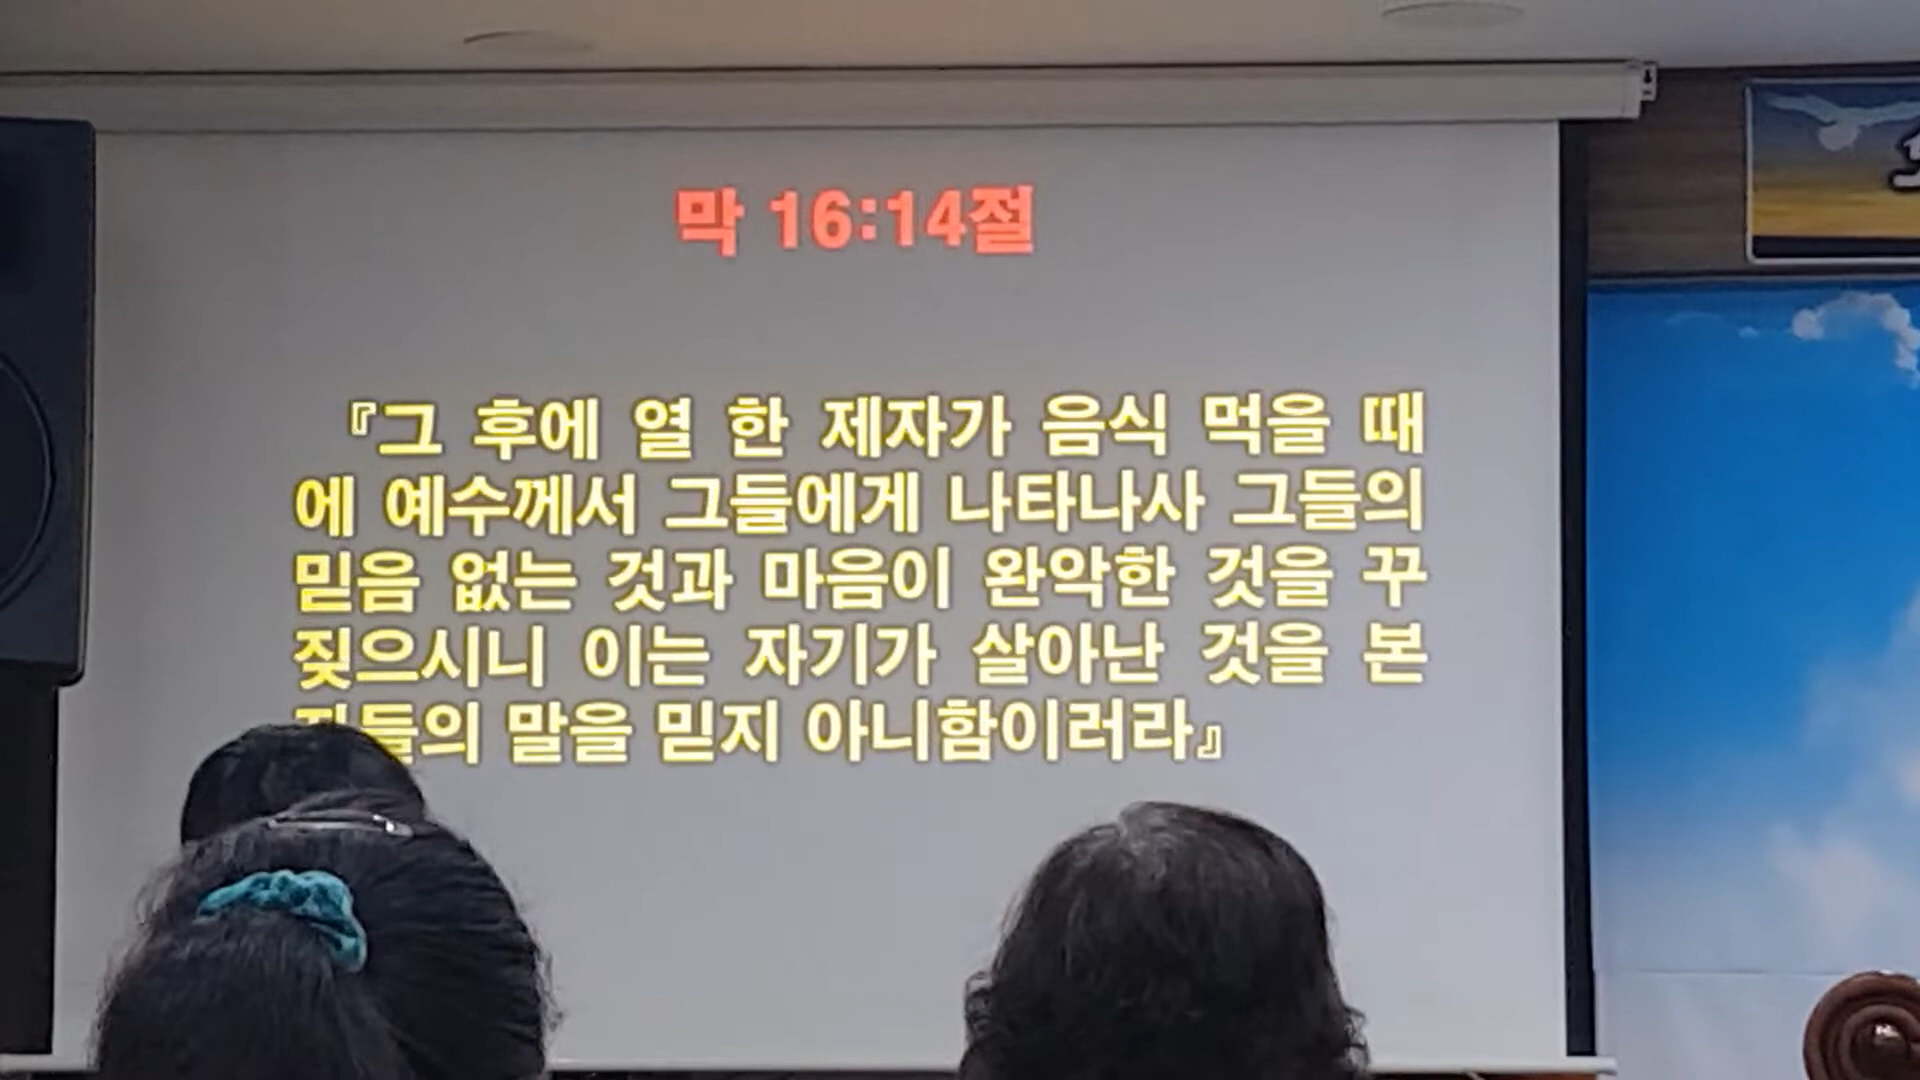 막 16:14절
『그 후에 열 한 제자가 음식 먹을 때
에 예수께서 그들에게 나타나사 그들의
믿음 없는 것과 마음이 완악한 것을 꾸
짖으시니 이는 자기가 살아난 것을 본
자들의 말을 믿지 아니함이러라』